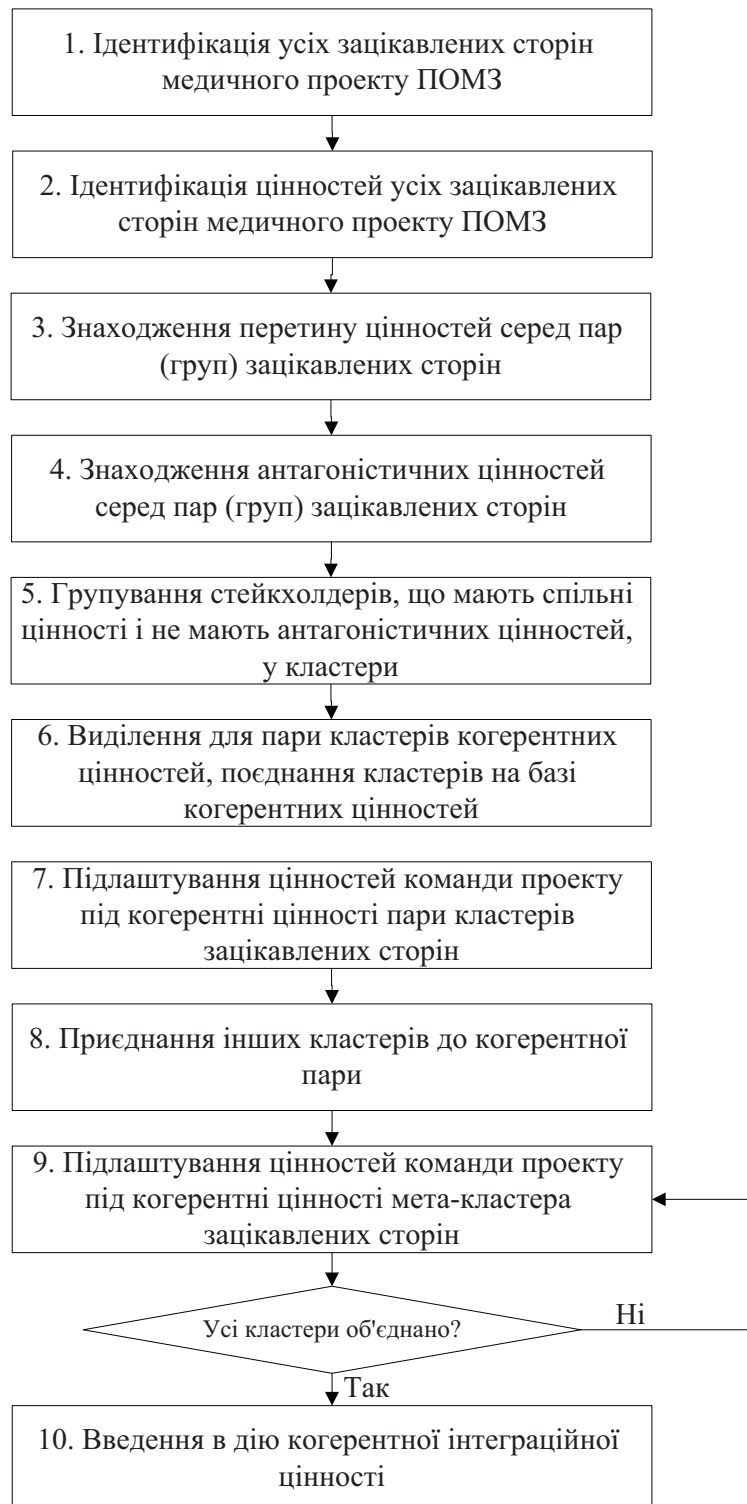 1. Ідентифікація усіх зацікавлених сторін
медичного проекту ПОМЗ
2. Ідентифікація цінностей усіх зацікавлених
сторін медичного проекту ПОМЗ
3. Знаходження перетину цінностей серед пар
(груп) зацікавлених сторін
4. Знаходження антагоністичних цінностей
серед пар (груп) зацікавлених сторін
5. Групування стейкхолдерів, що мають спільні
цінності і не мають антагоністичних цінностей,
у кластери
6. Виділення для пари кластерів когерентних
цінностей, поєднання кластерів на базі
когерентних цінностей
7. Підлаштування цінностей команди проекту
під когерентні цінності пари кластерів
зацікавлених сторін
8. Приєднання інших кластерів до когерентної
пари
9. Підлаштування цінностей команди проекту
під когерентні цінності мета-кластера
зацікавлених сторін
Усі кластери об'єднано?
Ні
Так
10. Введення в дію когерентної інтеграційної
цінності